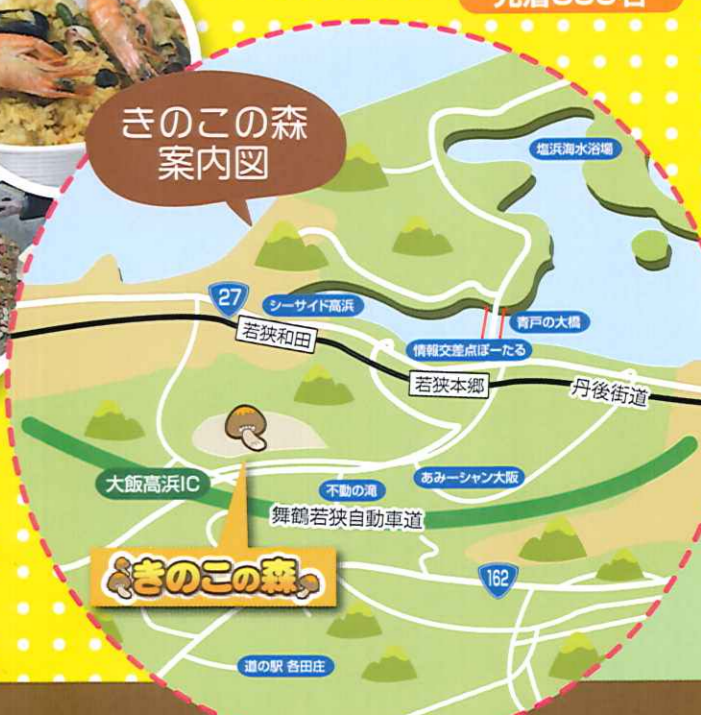 きのこの森
案内図
塩浜海水浴場
27
シーサイド高浜
青戸の大橋
若狭和田
情報交差点ぽーたる
若狭本郷
丹後街道
大飯高浜IC
不動の滝
あみーシャン大阪
舞鶴若狭自動車道
きのこの森
162
道の駅 各田庄